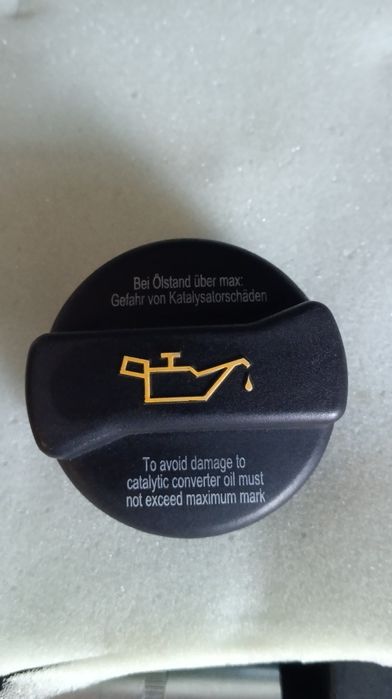 Bei Ölstand über max:
Gefahr von Katalysatorschäden
To avoid damage to
catalytic converter oil must
not exceed maximum mark